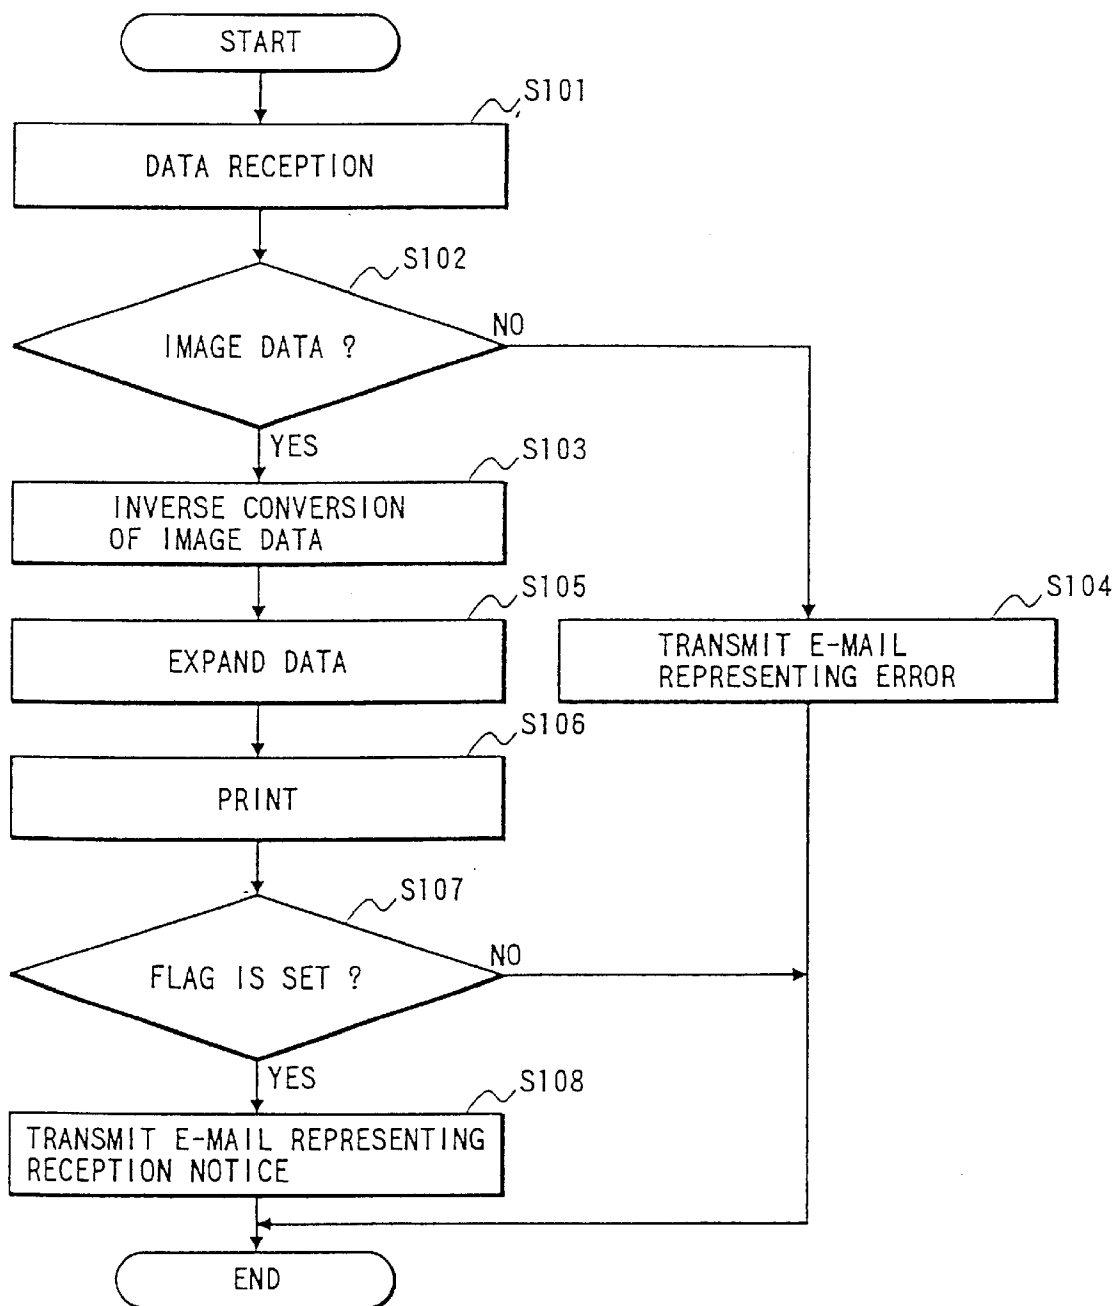 START
S101
DATA RECEPTION
S102
IMAGE DATA ?
NO
YES
S103
INVERSE CONVERSION
OF IMAGE DATA
S105
EXPAND DATA
S104
TRANSMIT E-MAIL
REPRESENTING ERROR
S106
PRINT
S107
FLAG IS SET ?
NO
YES
S108
TRANSMIT E-MAIL REPRESENTING
RECEPTION NOTICE
END